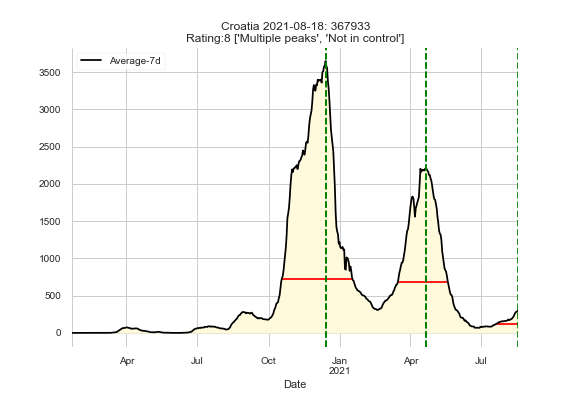 Croatia 2021-08-18: 367933
Rating:8 ['Multiple peaks', 'Not in control']
Average-7d
3500
3000
2500
2000
1500
1000
500
0
Apr Jul Oct Jan Apr Jul
2021
Date